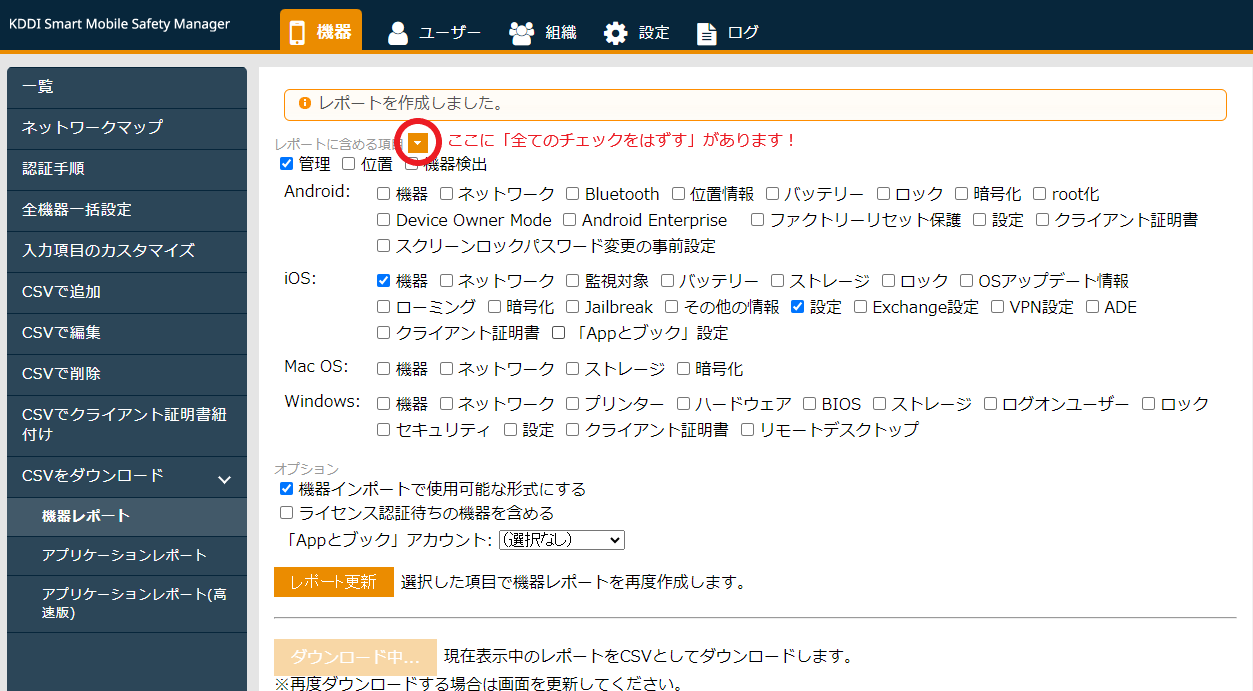 KDDI Smart Mobile Safety Manager
機器 ユーザー 組織 設定 ログ
一覧
ネットワークマップ
認証手順
全機器一括設定
入力項目のカスタマイズ
CSVで追加
CSVで編集
CSVで削除
CSVでクライアント証明書紐
付け
CSVをダウンロード
機器レポート
アプリケーションレポート
アプリケーションレポート(高
速版)
レポートを作成しました。
レポートに含める項目 ここに「全てのチェックをはずす」があります！
管理 位置 機器検出
Android: 機器 ネットワーク Bluetooth 位置情報 バッテリー ロック 暗号化 root化
Device Owner Mode Android Enterprise ファクトリーリセット保護 設定 クライアント証明書
スクリーンロックパスワード変更の事前設定
iOS: 機器 ネットワーク 監視対象 バッテリー ストレージ ロック OSアップデート情報
ローミング 暗号化 Jailbreak その他の情報 設定 Exchange設定 VPN設定 ADE
クライアント証明書 「Appとブック」設定
Mac OS: 機器 ネットワーク ストレージ 暗号化
Windows: 機器 ネットワーク プリンター ハードウェア BIOS ストレージ ログオンユーザー ロック
セキュリティ 設定 クライアント証明書 リモートデスクトップ
オプション
機器インポートで使用可能な形式にする
ライセンス認証待ちの機器を含める
「Appとブック」アカウント: (選択なし)
レポート更新 選択した項目で機器レポートを再度作成します。
ダウンロード中... 現在表示中のレポートをCSVとしてダウンロードします。
※再度ダウンロードする場合は画面を更新してください。